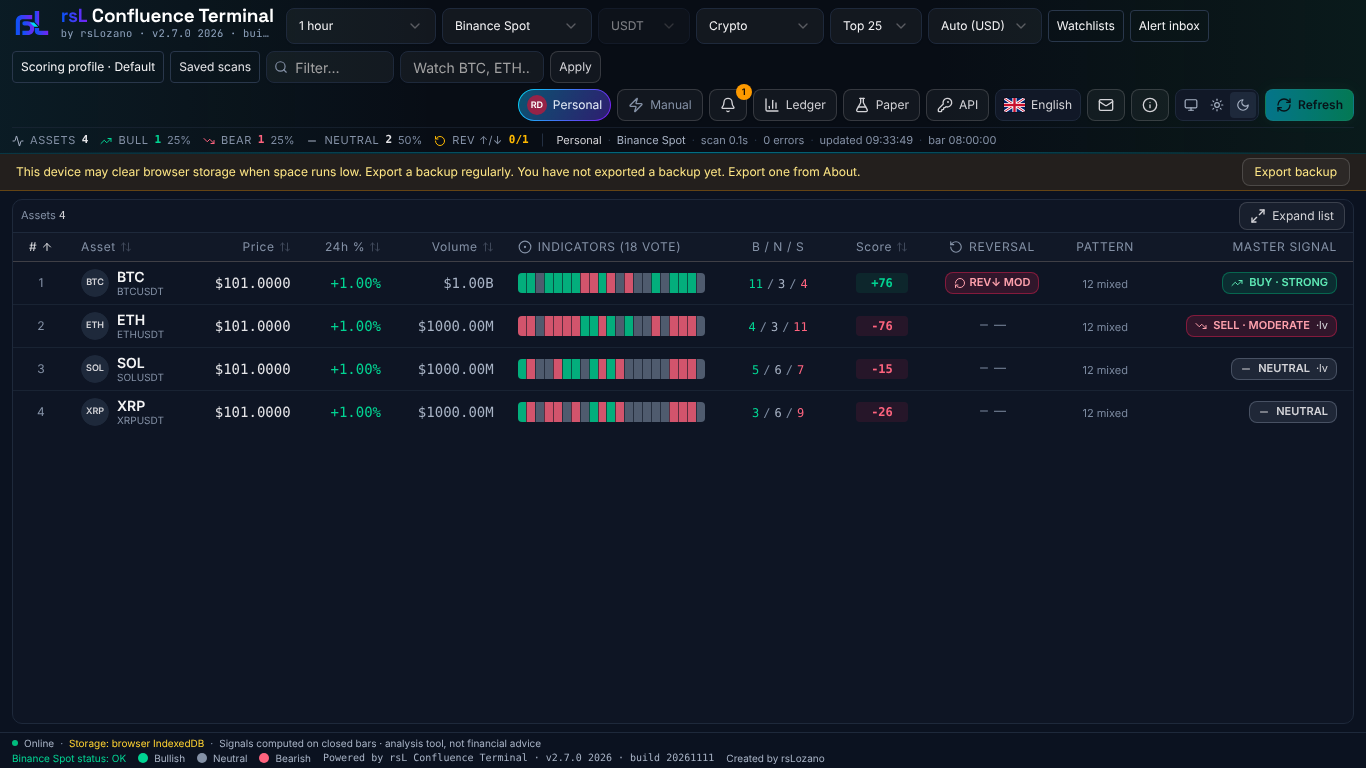 rsL rsL Confluence Terminal
by rsLozano · v2.7.0 2026 · bui…
1 hour
Binance Spot
USDT
Crypto
Top 25
Auto (USD)
Watchlists
Alert inbox
Scoring profile · Default
Saved scans
Filter...
Watch BTC, ETH..
Apply
RD Personal
Manual
1
Ledger
Paper
API
English
Refresh
ASSETS 4 BULL 1 25% BEAR 1 25% NEUTRAL 2 50% REV ↑/↓ 0/1 Personal · Binance Spot · scan 0.1s · 0 errors · updated 09:33:49 · bar 08:00:00
This device may clear browser storage when space runs low. Export a backup regularly. You have not exported a backup yet. Export one from About.
Export backup
Assets 4
Expand list
# ↑ Asset ↑↓ Price ↑↓ 24h % ↑↓ Volume ↑↓ INDICATORS (18 VOTE) B / N / S Score ↑↓ REVERSAL PATTERN MASTER SIGNAL
1 BTC BTC BTCUSDT $101.0000 +1.00% $1.00B 11 / 3 / 4 +76 REV↓ MOD 12 mixed BUY · STRONG
2 ETH ETH ETHUSDT $101.0000 +1.00% $1000.00M 4 / 3 / 11 -76 — — 12 mixed SELL · MODERATE ·lv
3 SOL SOL SOLUSDT $101.0000 +1.00% $1000.00M 5 / 6 / 7 -15 — — 12 mixed — NEUTRAL ·lv
4 XRP XRP XRPUSDT $101.0000 +1.00% $1000.00M 3 / 6 / 9 -26 — — 12 mixed — NEUTRAL
Online · Storage: browser IndexedDB · Signals computed on closed bars · analysis tool, not financial advice
Binance Spot status: OK Bullish Neutral Bearish Powered by rsL Confluence Terminal · v2.7.0 2026 · build 20261111 Created by rsLozano